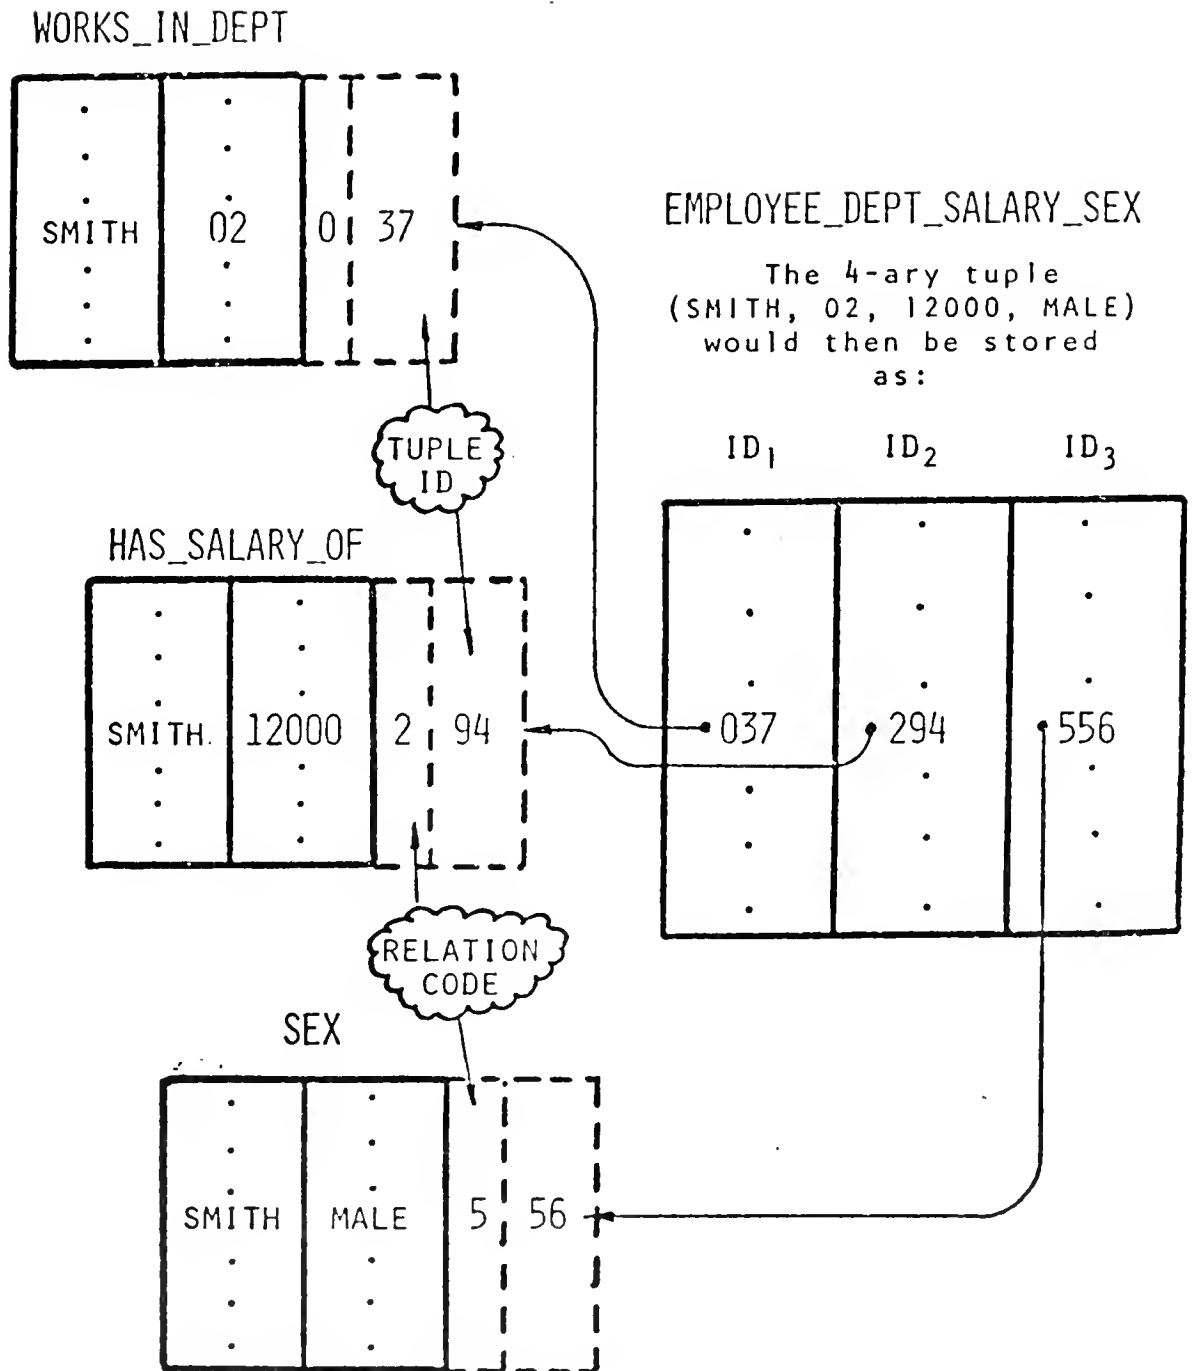 WORKS_IN_DEPT
SMITH 02 0 37
EMPLOYEE_DEPT_SALARY_SEX
The 4-ary tuple
(SMITH, 02, 12000, MALE)
would then be stored
as:
TUPLE
ID
ID₁ ID₂ ID₃
HAS_SALARY_OF
SMITH 12000 2 94
037 294 556
RELATION
CODE
SEX
SMITH MALE 5 56